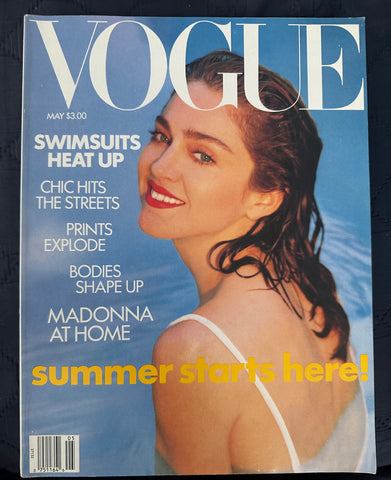 VOGUE
MAY $3.00
SWIMSUITS
HEAT UP
CHIC HITS
THE STREETS
PRINTS
EXPLODE
BODIES
SHAPE UP
MADONNA
AT HOME
summer starts here!
05